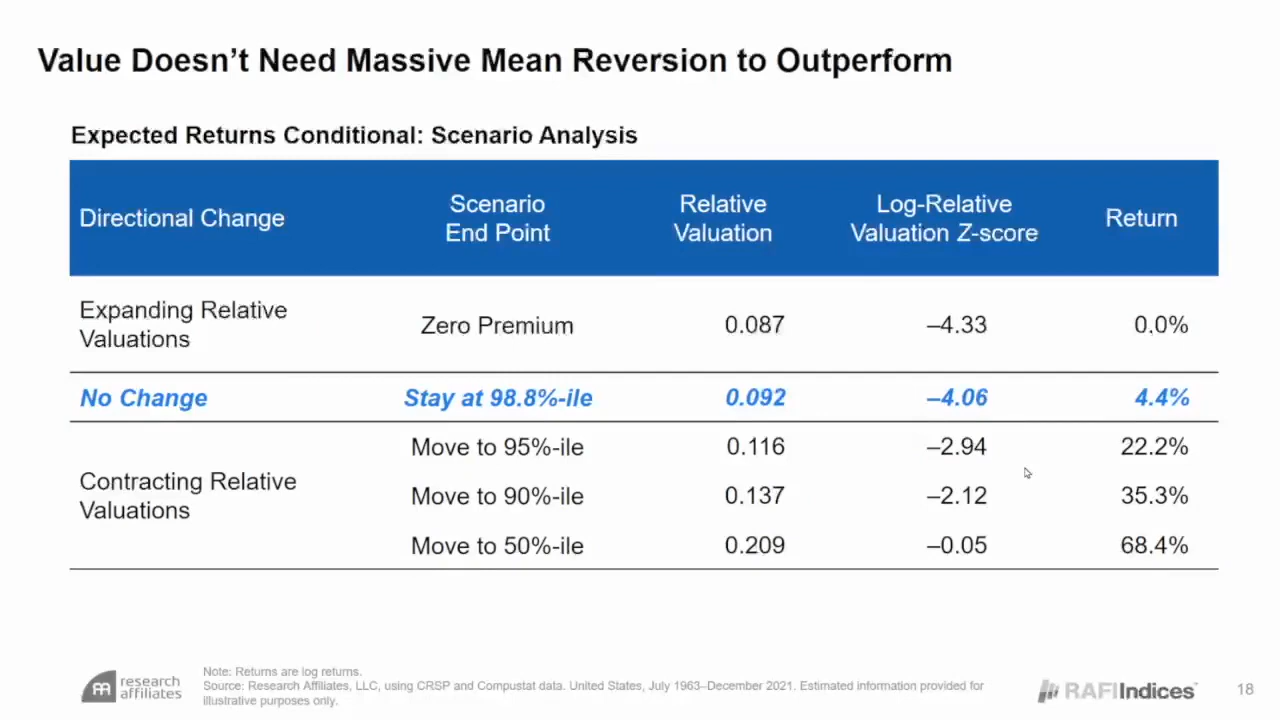 Value Doesn’t Need Massive Mean Reversion to Outperform
Expected Returns Conditional: Scenario Analysis
Directional Change
Scenario
End Point
Relative
Valuation
Log-Relative
Valuation Z-score
Return
Expanding Relative
Valuations
Zero Premium
0.087
–4.33
0.0%
No Change
Stay at 98.8%-ile
0.092
–4.06
4.4%
Contracting Relative
Valuations
Move to 95%-ile
0.116
–2.94
22.2%
Move to 90%-ile
0.137
–2.12
35.3%
Move to 50%-ile
0.209
–0.05
68.4%
research
affiliates
Note: Returns are log returns.
Source: Research Affiliates, LLC, using CRSP and Compustat data. United States, July 1963–December 2021. Estimated information provided for
illustrative purposes only.
RAFIIndices
18